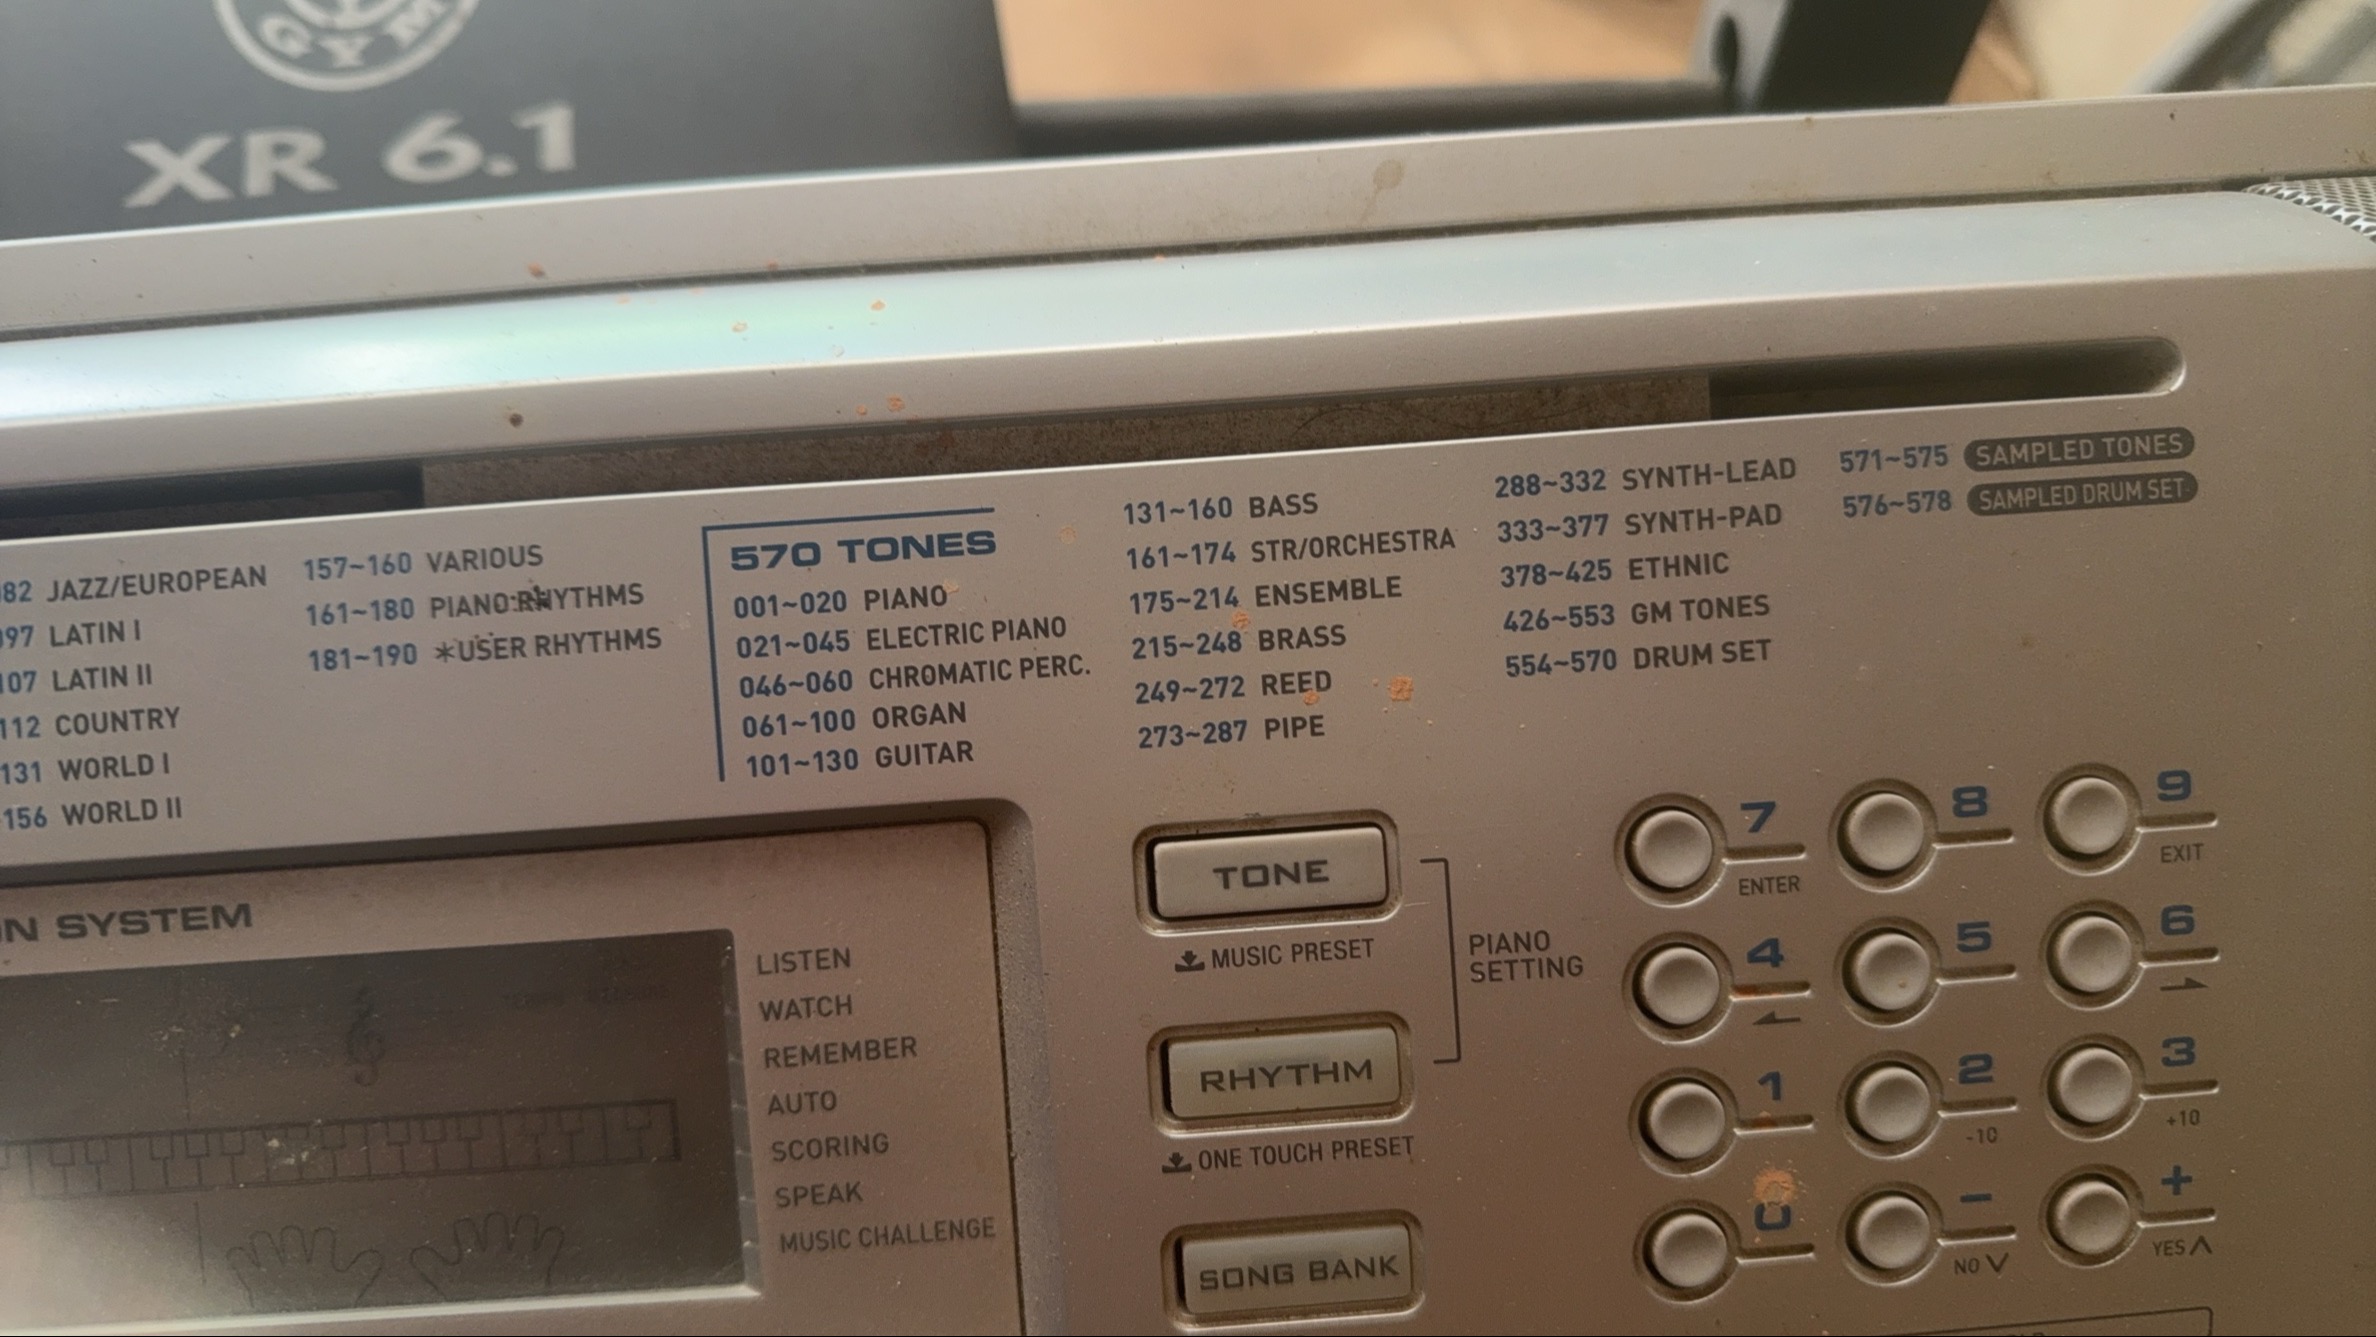 GYM
XR 6.1
82 JAZZ/EUROPEAN
97 LATIN I
107 LATIN II
112 COUNTRY
131 WORLD I
156 WORLD II
157~160 VARIOUS
161~180 PIANO RHYTHMS
181~190 *USER RHYTHMS
570 TONES
001~020 PIANO
021~045 ELECTRIC PIANO
046~060 CHROMATIC PERC.
061~100 ORGAN
101~130 GUITAR
131~160 BASS
161~174 STR/ORCHESTRA
175~214 ENSEMBLE
215~248 BRASS
249~272 REED
273~287 PIPE
288~332 SYNTH-LEAD
333~377 SYNTH-PAD
378~425 ETHNIC
426~553 GM TONES
554~570 DRUM SET
571~575 SAMPLED TONES
576~578 SAMPLED DRUM SET
N SYSTEM
LISTEN
WATCH
REMEMBER
AUTO
SCORING
SPEAK
MUSIC CHALLENGE
TONE
MUSIC PRESET
PIANO
SETTING
RHYTHM
ONE TOUCH PRESET
SONG BANK
7 8 9
ENTER EXIT
4 5 6
1 2 3
-10 +10
0 - +
NO YES